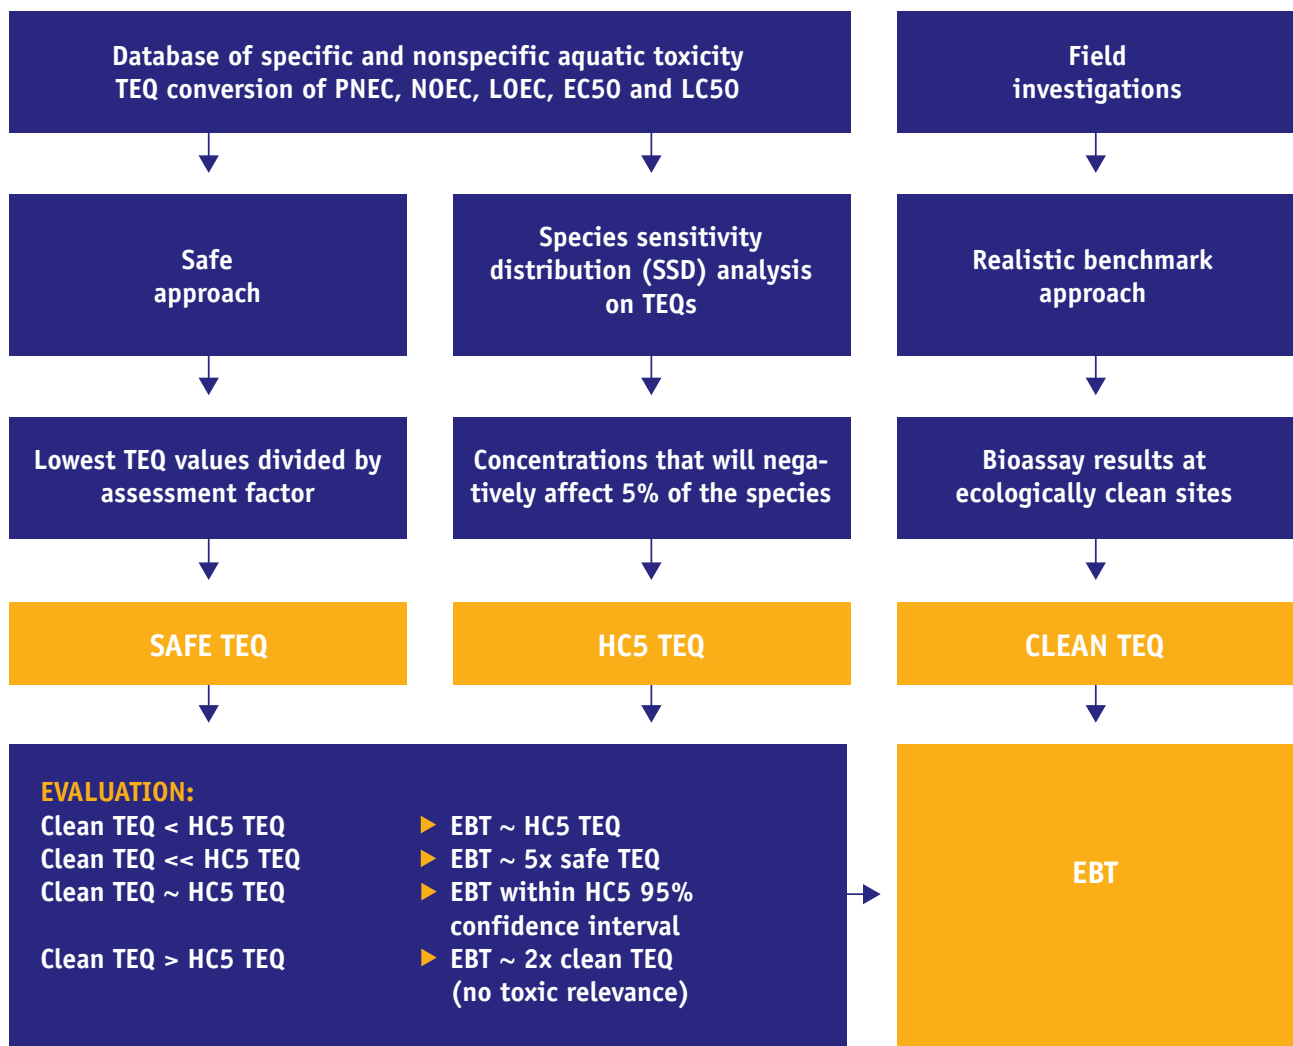 Database of specific and nonspecific aquatic toxicity
TEQ conversion of PNEC, NOEC, LOEC, EC50 and LC50
Field
investigations
Safe
approach
Species sensitivity
distribution (SSD) analysis
on TEQs
Realistic benchmark
approach
Lowest TEQ values divided by
assessment factor
Concentrations that will nega-
tively affect 5% of the species
Bioassay results at
ecologically clean sites
SAFE TEQ
HC5 TEQ
CLEAN TEQ
EVALUATION:
Clean TEQ < HC5 TEQ ▶ EBT ~ HC5 TEQ
Clean TEQ << HC5 TEQ ▶ EBT ~ 5x safe TEQ
Clean TEQ ~ HC5 TEQ ▶ EBT within HC5 95%
confidence interval
Clean TEQ > HC5 TEQ ▶ EBT ~ 2x clean TEQ
(no toxic relevance)
EBT